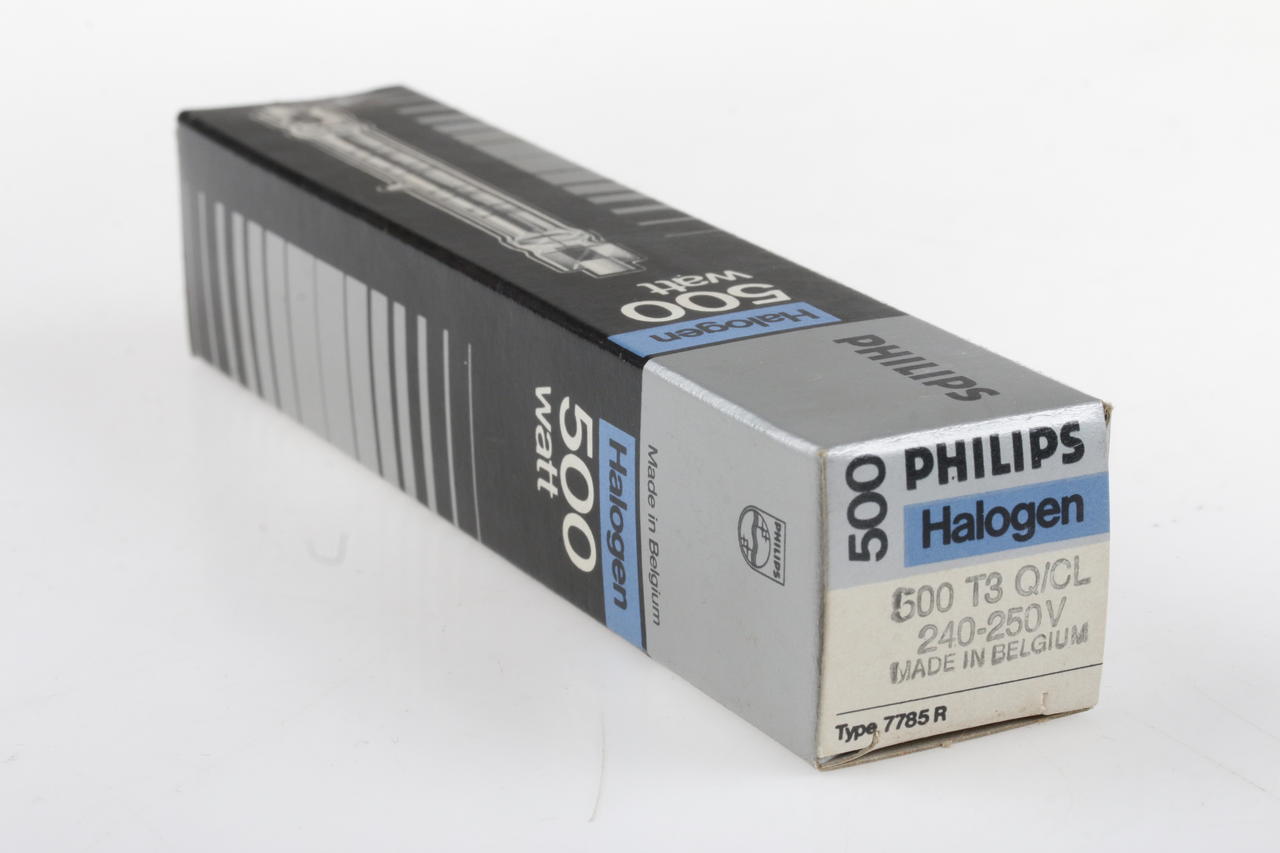 500
watt
Halogen
PHILIPS
500
watt
Halogen
Made in Belgium
PHILIPS
500
PHILIPS
Halogen
500 T3 Q/CL
240-250V
MADE IN BELGIUM
Type 7785 R